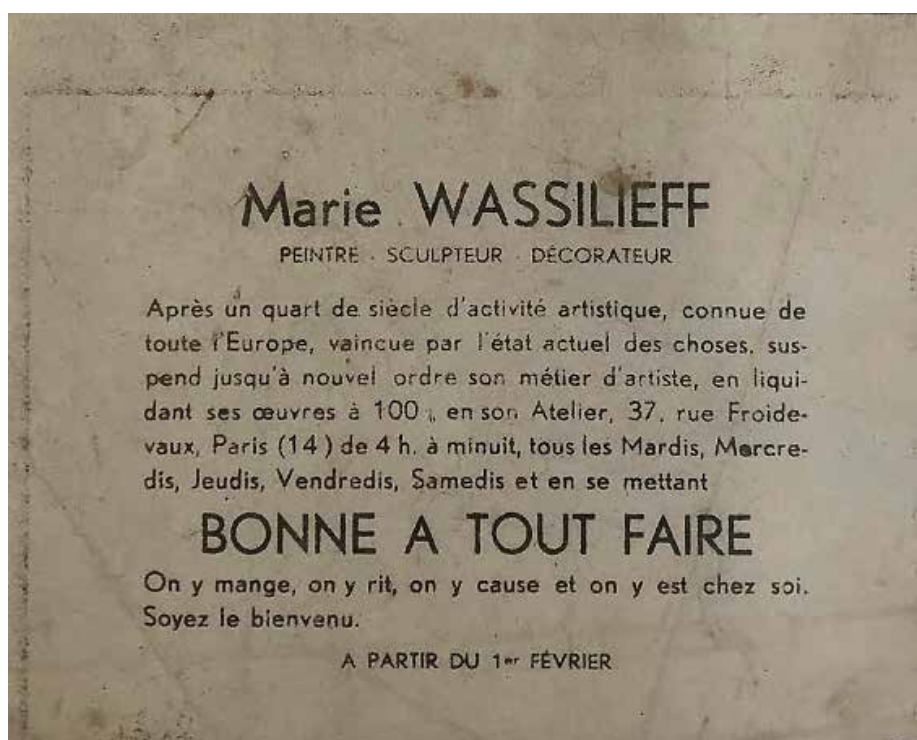 Marie WASSILIEFF
PEINTRE . SCULPTEUR . DÉCORATEUR
Après un quart de siècle d'activité artistique, connue de
toute l'Europe, vaincue par l'état actuel des choses, sus-
pend jusqu'à nouvel ordre son métier d'artiste, en liqui-
dant ses œuvres à 100 en son Atelier, 37, rue Froide-
vaux, Paris (14) de 4 h. à minuit, tous les Mardis, Mercre-
dis, Jeudis, Vendredis, Samedis et en se mettant
BONNE A TOUT FAIRE
On y mange, on y rit, on y cause et on y est chez soi.
Soyez le bienvenu.
A PARTIR DU 1er FÉVRIER